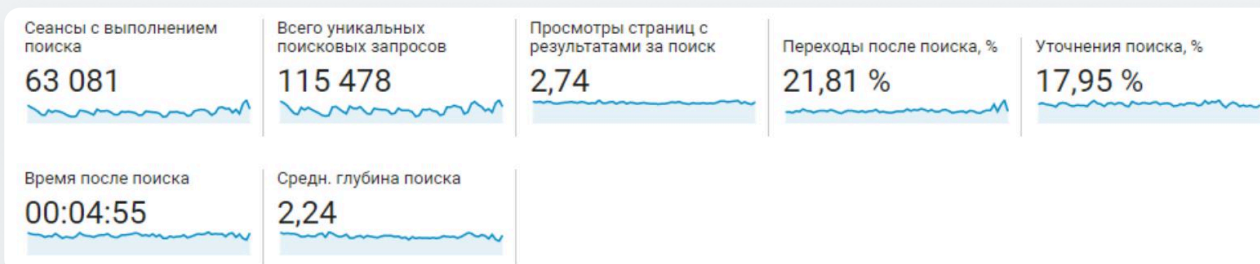 Сеансы с выполнением
поиска
63 081
Всего уникальных
поисковых запросов
115 478
Просмотры страниц с
результатами за поиск
2,74
Переходы после поиска, %
21,81 %
Уточнения поиска, %
17,95 %
Время после поиска
00:04:55
Средн. глубина поиска
2,24